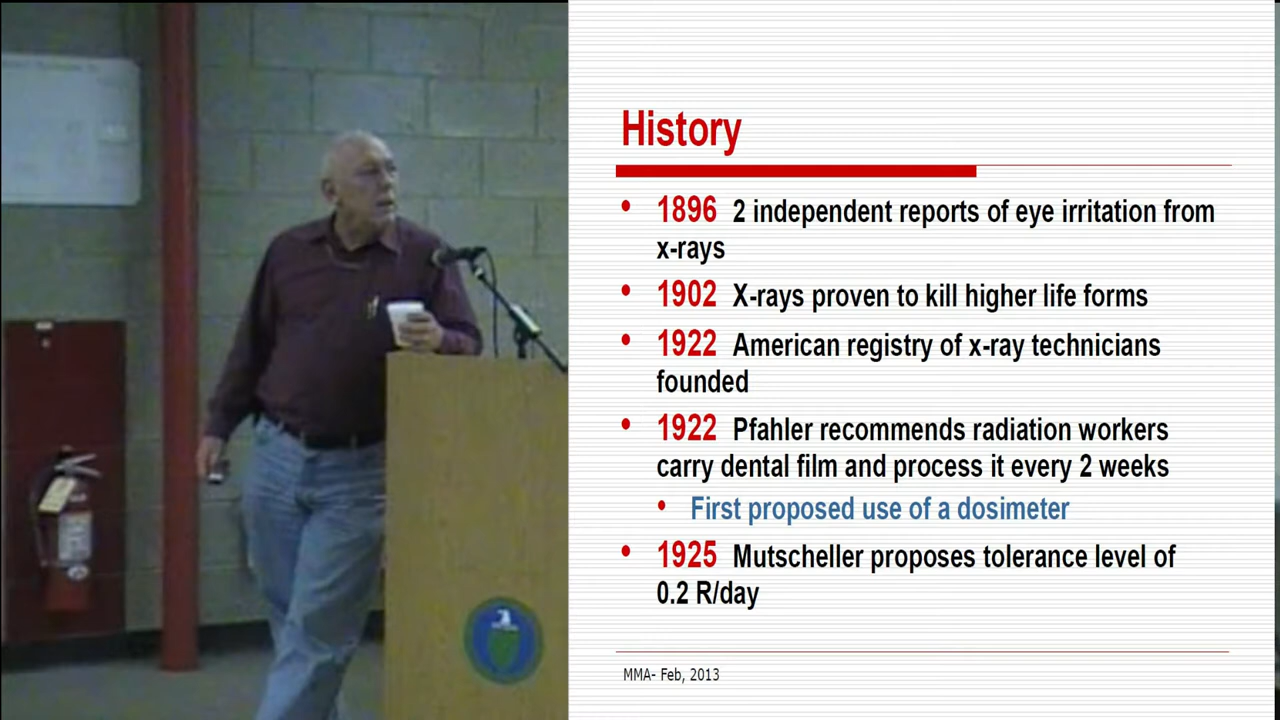 History
• 1896 2 independent reports of eye irritation from
x-rays
• 1902 X-rays proven to kill higher life forms
• 1922 American registry of x-ray technicians
founded
• 1922 Pfahler recommends radiation workers
carry dental film and process it every 2 weeks
• First proposed use of a dosimeter
• 1925 Mutscheller proposes tolerance level of
0.2 R/day
MMA- Feb, 2013